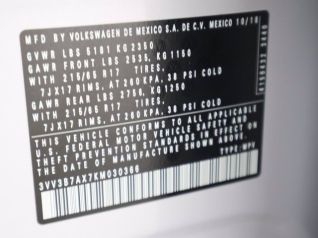 MFD BY VOLKSWAGEN DE MEXICO S.A. DE C.V. MEXICO 10/18
GVWR LBS 5181 KG 2350
GAWR FRONT LBS 2535, KG 1150
WITH 215/65 R17 TIRES,
7JX17 RIMS, AT 260KPA, 38 PSI COLD
GAWR REAR LBS 2756, KG 1250
WITH 215/65 R17 TIRES,
7JX17 RIMS, AT 260KPA, 38 PSI COLD
THIS VEHICLE CONFORMS TO ALL APPLICABLE
U.S. FEDERAL MOTOR VEHICLE SAFETY AND
THEFT PREVENTION STANDARDS IN EFFECT ON
THE DATE OF MANUFACTURE SHOWN ABOVE.
3VV3B7AX7KM030366 TYPE: MPV